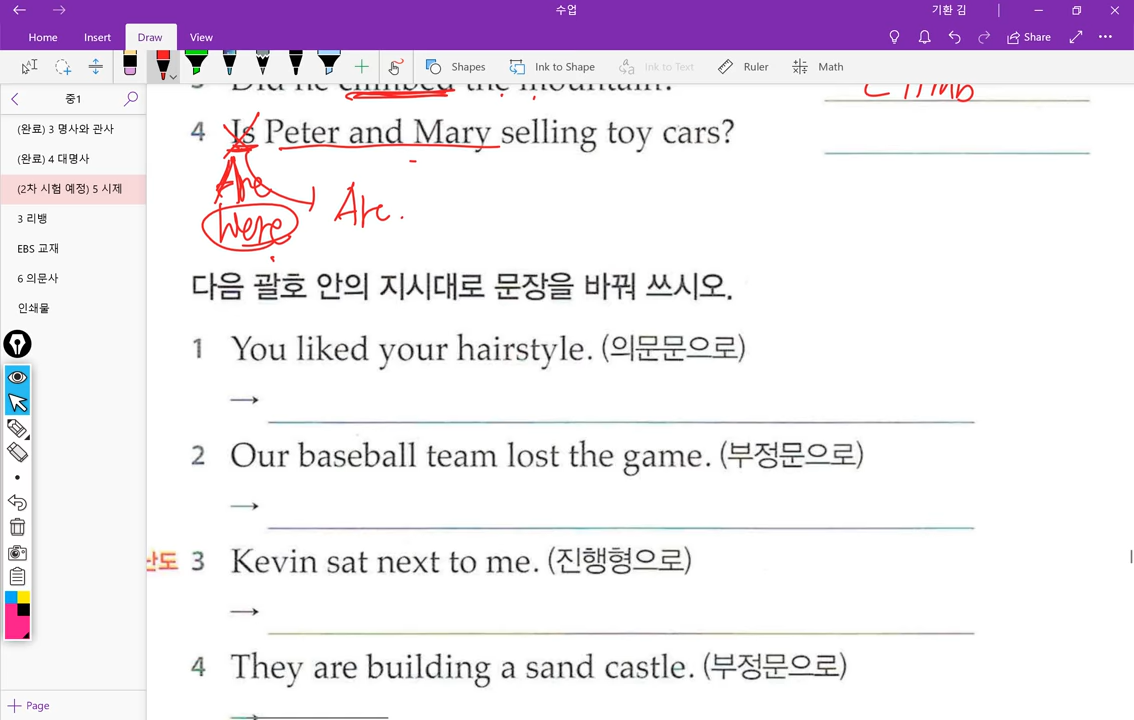 수업
기환 김
Home Insert Draw View
Share
Shapes Ink to Shape Ink to Text Ruler Math
중1
(완료) 3 명사와 관사
(완료) 4 대명사
(2차 시험 예정) 5 시제
3 리뱅
EBS 교재
6 의문사
인쇄물
Page
3 Did he climbed the mountain? climb
4 Is Peter and Mary selling toy cars?
Are
Were Are.
다음 괄호 안의 지시대로 문장을 바꿔 쓰시오.
1 You liked your hairstyle. (의문문으로)
→
2 Our baseball team lost the game. (부정문으로)
→
3 Kevin sat next to me. (진행형으로)
→
4 They are building a sand castle. (부정문으로)
→